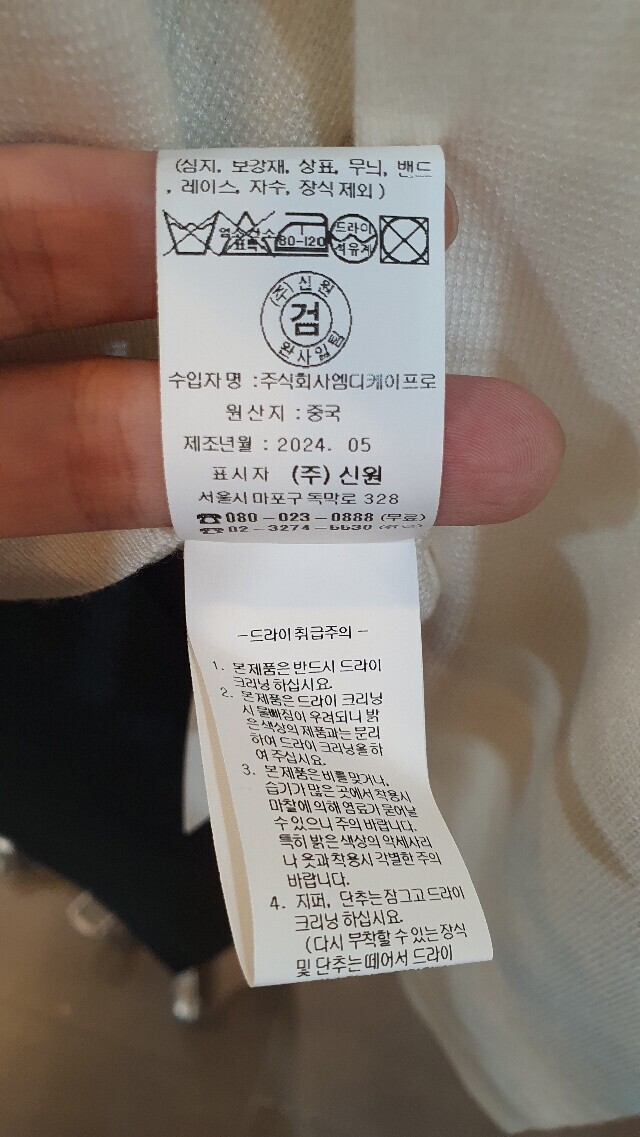 (심지, 보강재, 상표, 무늬, 밴드
, 레이스, 자수, 장식 제외)
염소산소
표백
80-120
드라이
석유계
(주)신원
검
완사입팀
수입자명 : 주식회사엠디케이프로
원산지 : 중국
제조년월 : 2024. 05
표시자 (주) 신원
서울시 마포구 독막로 328
☎ 080-023-0888 (무료)
☎ 02-3274-6630
-드라이 취급주의-
1. 본제품은 반드시 드라이
크리닝 하십시요.
2. 본제품은 드라이 크리닝
시 물빠짐이 우려되니 밝
은색상의 제품과는 분리
하여 드라이 크리닝을 하
여 주십시요.
3. 본제품은 비를 맞거나,
습기가 많은 곳에서 착용시
마찰에 의해 염료가 묻어날
수 있으니 주의 바랍니다.
특히 밝은 색상의 악세사리
나 옷과 착용시 각별한 주의
바랍니다.
4. 지퍼, 단추는 잠그고 드라이
크리닝 하십시요.
(다시 부착할 수 있는 장식
및 단추는 떼어서 드라이